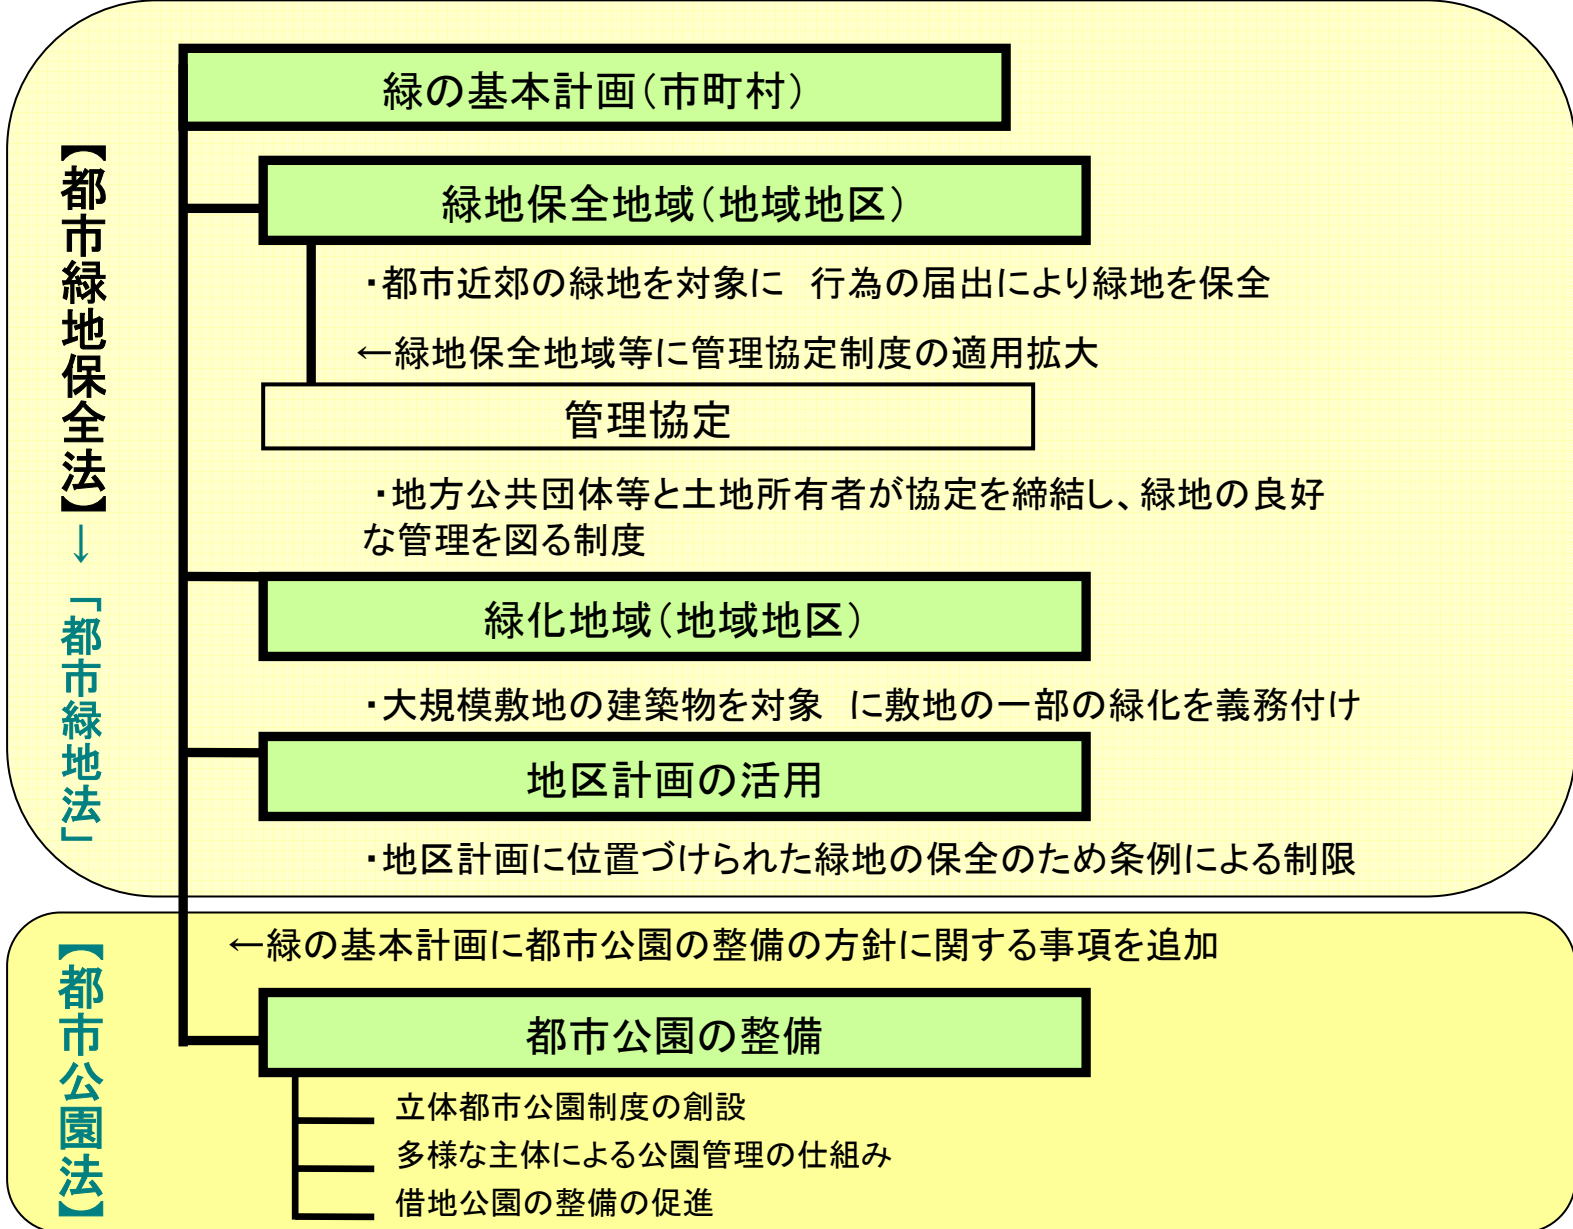 緑の基本計画（市町村）
【都市緑地保全法】→「都市緑地法」
緑地保全地域（地域地区）
・都市近郊の緑地を対象に　行為の届出により緑地を保全
←緑地保全地域等に管理協定制度の適用拡大
管理協定
・地方公共団体等と土地所有者が協定を締結し、緑地の良好
な管理を図る制度
緑化地域（地域地区）
・大規模敷地の建築物を対象　に敷地の一部の緑化を義務付け
地区計画の活用
・地区計画に位置づけられた緑地の保全のため条例による制限
【都市公園法】
←緑の基本計画に都市公園の整備の方針に関する事項を追加
都市公園の整備
立体都市公園制度の創設
多様な主体による公園管理の仕組み
借地公園の整備の促進